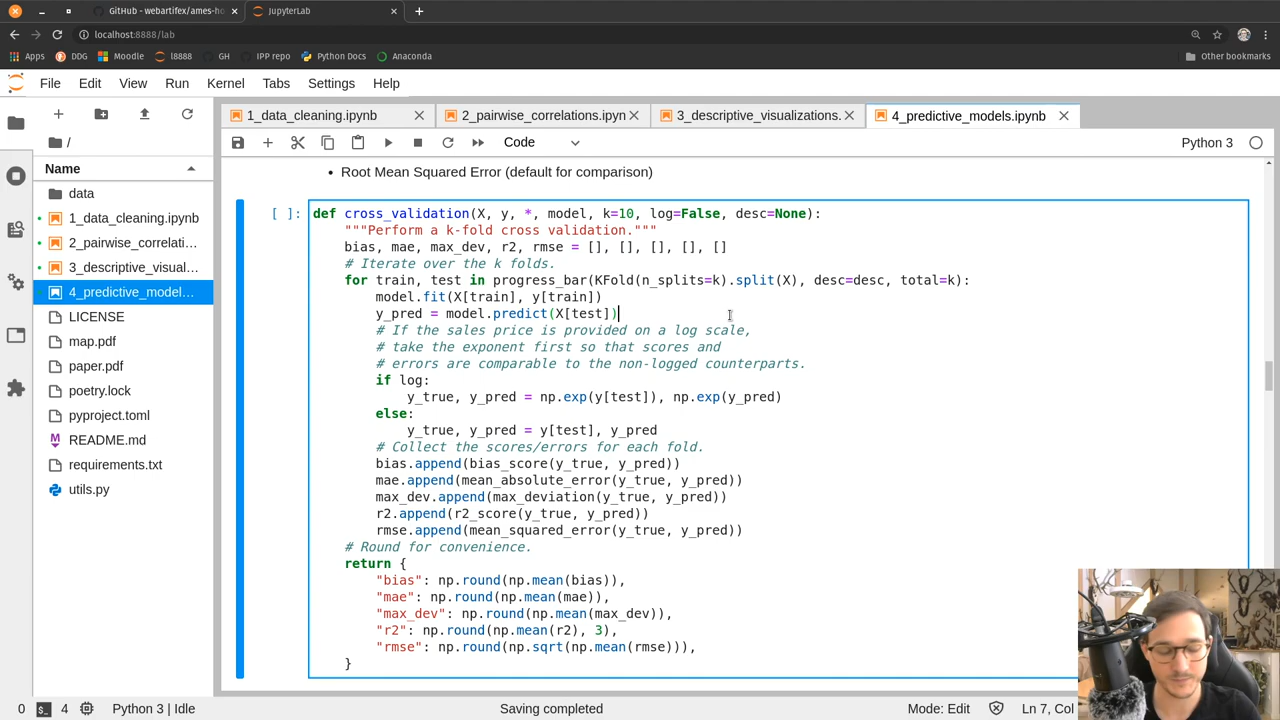 GitHub - webartifex/ames-ho
JupyterLab
localhost:8888/lab
Apps
DDG
Moodle
l8888
GH
IPP repo
Python Docs
Anaconda
Other bookmarks
File
Edit
View
Run
Kernel
Tabs
Settings
Help
1_data_cleaning.ipynb
2_pairwise_correlations.ipyn
3_descriptive_visualizations.
4_predictive_models.ipynb
/
Code
Python 3
Name
data
1_data_cleaning.ipynb
2_pairwise_correlati…
3_descriptive_visual…
4_predictive_model…
LICENSE
map.pdf
paper.pdf
poetry.lock
pyproject.toml
README.md
requirements.txt
utils.py
• Root Mean Squared Error (default for comparison)
[ ]:
def cross_validation(X, y, *, model, k=10, log=False, desc=None):
    """Perform a k-fold cross validation."""
    bias, mae, max_dev, r2, rmse = [], [], [], [], []
    # Iterate over the k folds.
    for train, test in progress_bar(KFold(n_splits=k).split(X), desc=desc, total=k):
        model.fit(X[train], y[train])
        y_pred = model.predict(X[test])
        # If the sales price is provided on a log scale,
        # take the exponent first so that scores and
        # errors are comparable to the non-logged counterparts.
        if log:
            y_true, y_pred = np.exp(y[test]), np.exp(y_pred)
        else:
            y_true, y_pred = y[test], y_pred
        # Collect the scores/errors for each fold.
        bias.append(bias_score(y_true, y_pred))
        mae.append(mean_absolute_error(y_true, y_pred))
        max_dev.append(max_deviation(y_true, y_pred))
        r2.append(r2_score(y_true, y_pred))
        rmse.append(mean_squared_error(y_true, y_pred))
    # Round for convenience.
    return {
        "bias": np.round(np.mean(bias)),
        "mae": np.round(np.mean(mae)),
        "max_dev": np.round(np.mean(max_dev)),
        "r2": np.round(np.mean(r2), 3),
        "rmse": np.round(np.sqrt(np.mean(rmse))),
    }
0
4
Python 3 | Idle
Saving completed
Mode: Edit
Ln 7, Col